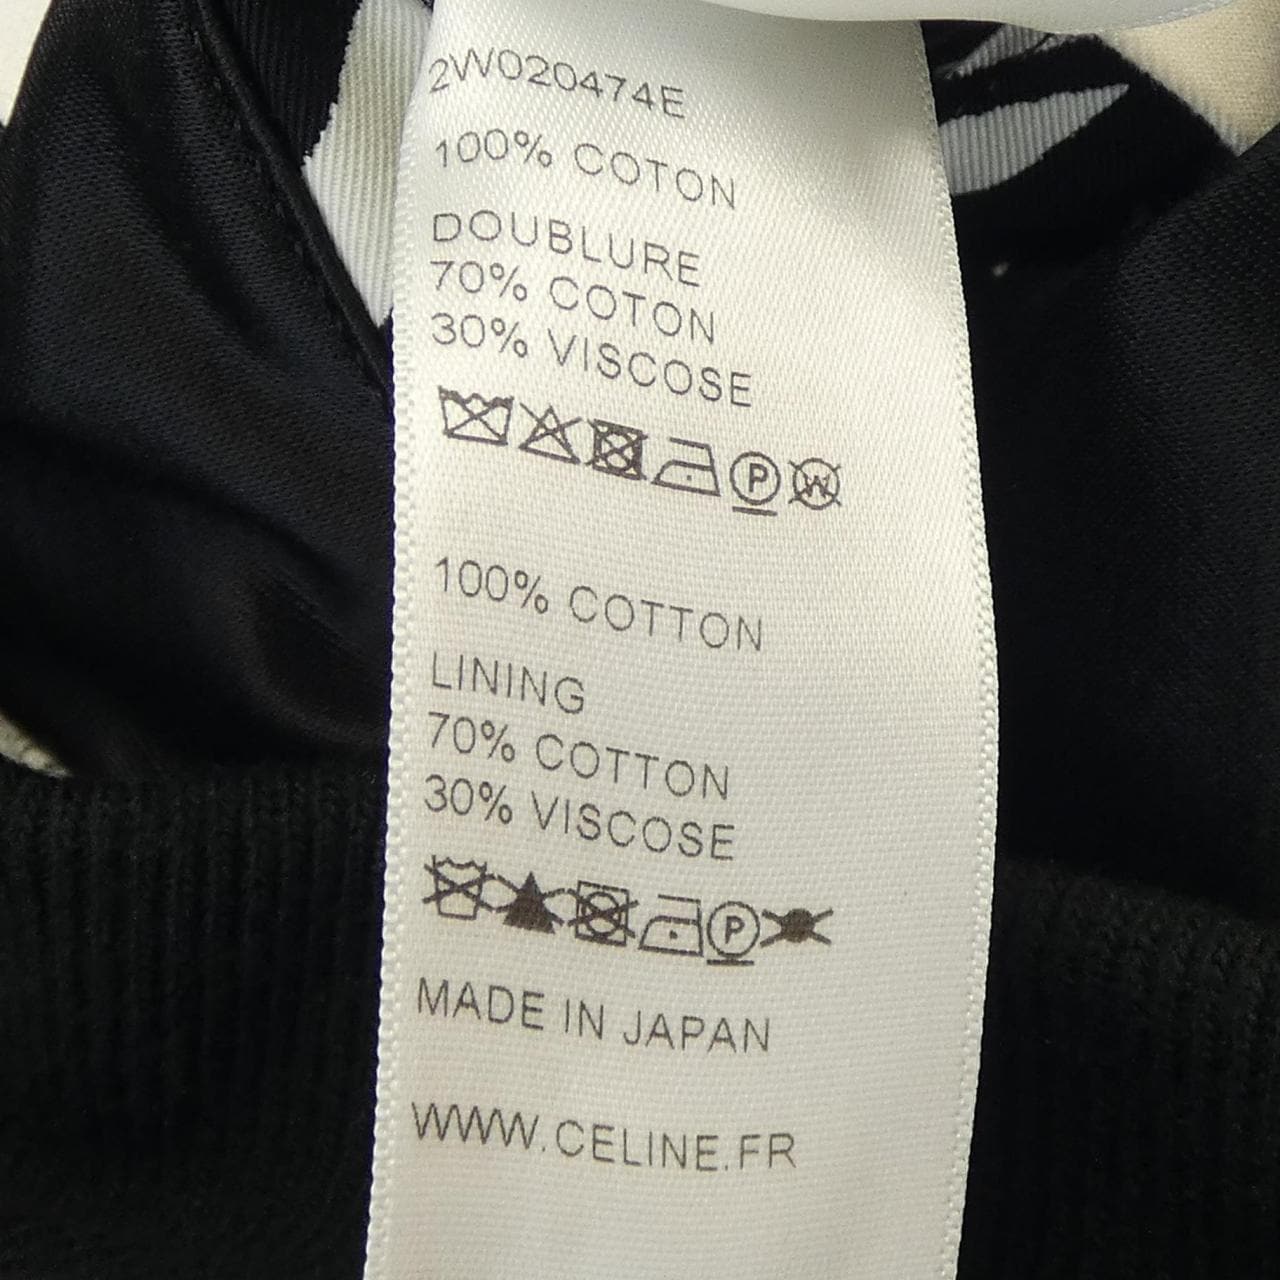 2W020474E
100% COTON
DOUBLURE
70% COTON
30% VISCOSE
P W
100% COTTON
LINING
70% COTTON
30% VISCOSE
P
MADE IN JAPAN
WWW.CELINE.FR